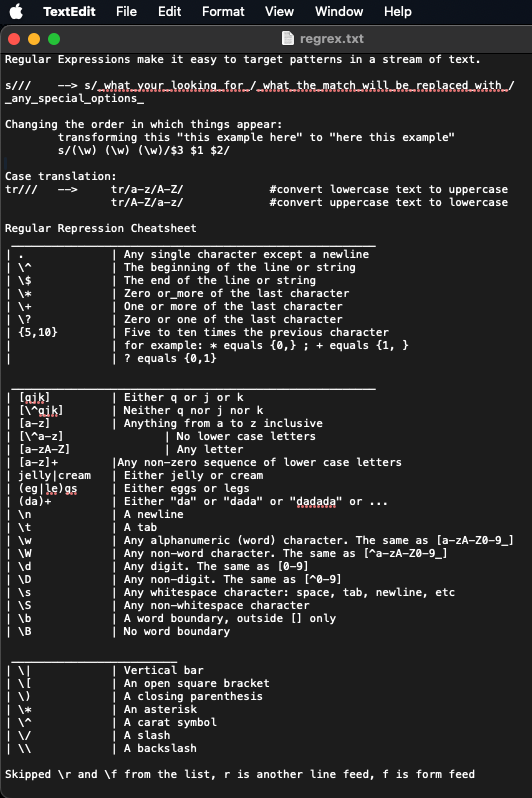 TextEdit File Edit Format View Window Help
regrex.txt
Regular Expressions make it easy to target patterns in a stream of text.
s/// --> s/_what_your_looking_for_/_what_the_match_will_be_replaced_with_/
_any_special_options_
Changing the order in which things appear:
transforming this "this example here" to "here this example"
s/(\w) (\w) (\w)/$3 $1 $2/
Case translation:
tr/// --> tr/a-z/A-Z/ #convert lowercase text to uppercase
tr/A-Z/a-z/ #convert uppercase text to lowercase
Regular Repression Cheatsheet
| . | Any single character except a newline
| \^ | The beginning of the line or string
| \$ | The end of the line or string
| \* | Zero or_more of the last character
| \+ | One or more of the last character
| \? | Zero or one of the last character
| {5,10} | Five to ten times the previous character
| | for example: * equals {0,} ; + equals {1, }
| | ? equals {0,1}
| [qjk] | Either q or j or k
| [\^qjk] | Neither q nor j nor k
| [a-z] | Anything from a to z inclusive
| [\^a-z] | No lower case letters
| [a-zA-Z] | Any letter
| [a-z]+ |Any non-zero sequence of lower case letters
| jelly|cream | Either jelly or cream
| (eg|le)gs | Either eggs or legs
| (da)+ | Either "da" or "dada" or "dadada" or ...
| \n | A newline
| \t | A tab
| \w | Any alphanumeric (word) character. The same as [a-zA-Z0-9_]
| \W | Any non-word character. The same as [^a-zA-Z0-9_]
| \d | Any digit. The same as [0-9]
| \D | Any non-digit. The same as [^0-9]
| \s | Any whitespace character: space, tab, newline, etc
| \S | Any non-whitespace character
| \b | A word boundary, outside [] only
| \B | No word boundary
| \| | Vertical bar
| \[ | An open square bracket
| \) | A closing parenthesis
| \* | An asterisk
| \^ | A carat symbol
| \/ | A slash
| \\ | A backslash
Skipped \r and \f from the list, r is another line feed, f is form feed